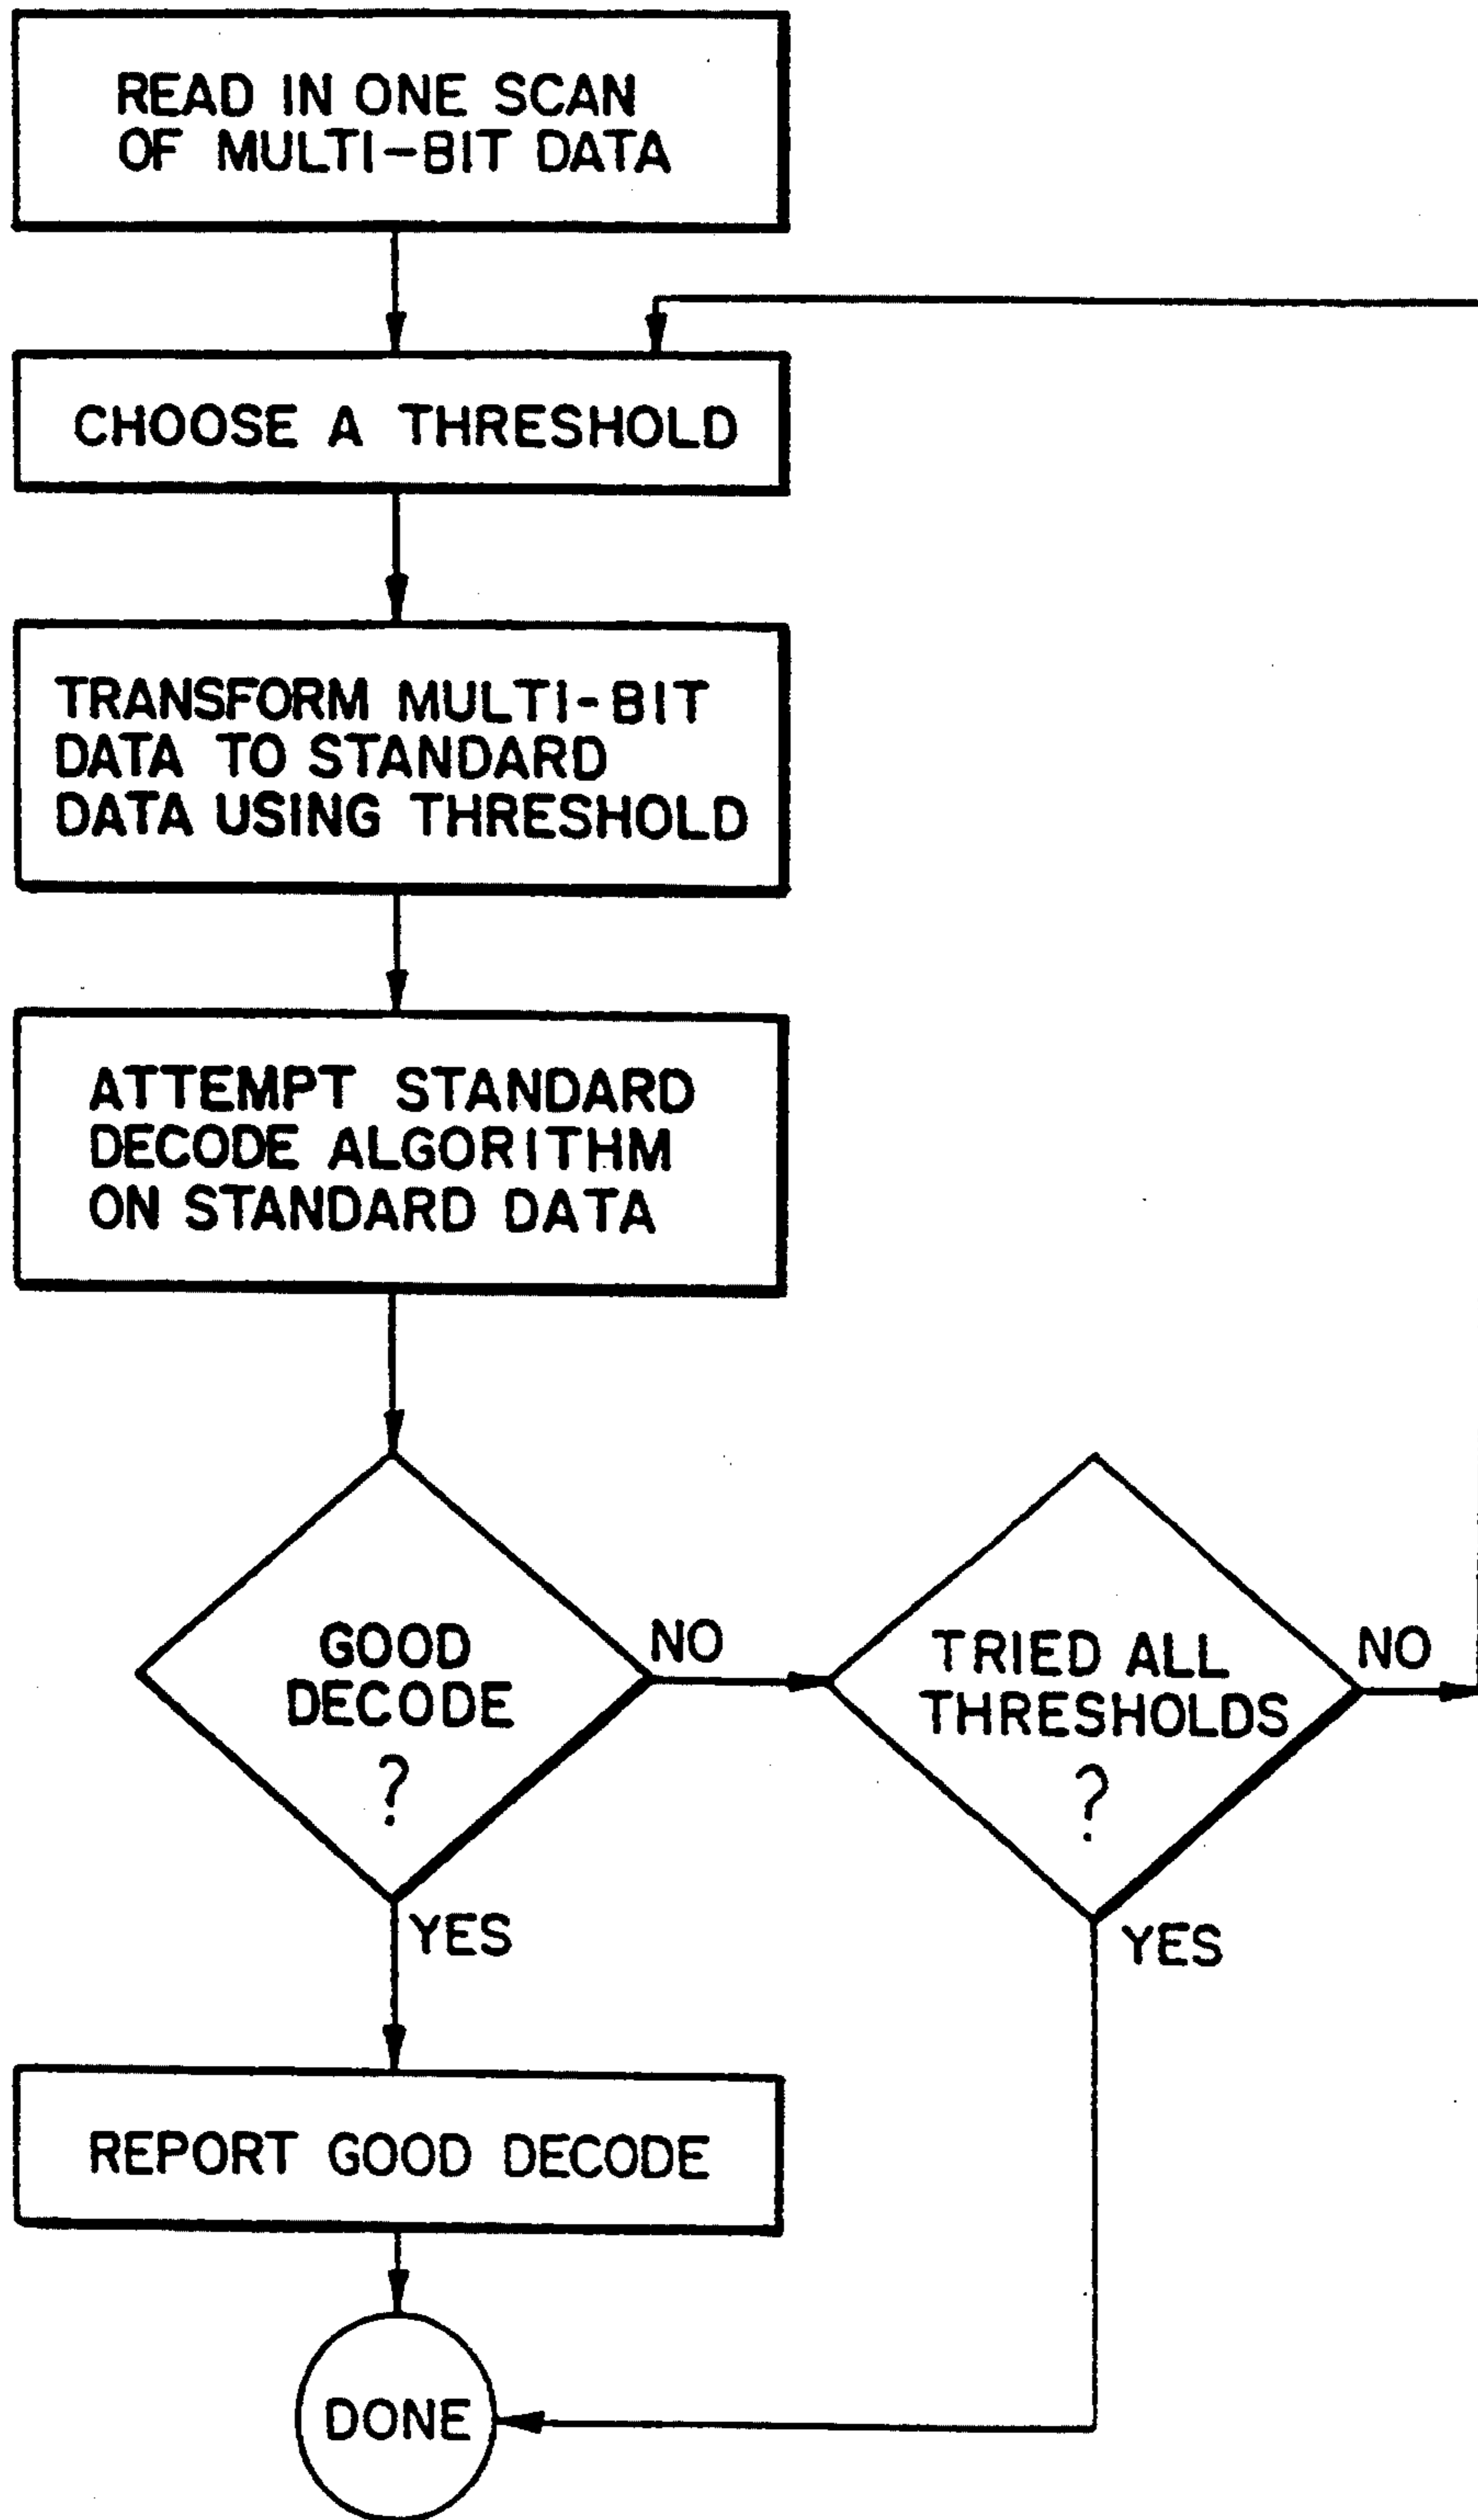 READ IN ONE SCAN
OF MULTI-BIT DATA
CHOOSE A THRESHOLD
TRANSFORM MULTI-BIT
DATA TO STANDARD
DATA USING THRESHOLD
ATTEMPT STANDARD
DECODE ALGORITHM
ON STANDARD DATA
GOOD
DECODE
?
NO
TRIED ALL
THRESHOLDS
?
NO
YES
YES
REPORT GOOD DECODE
DONE